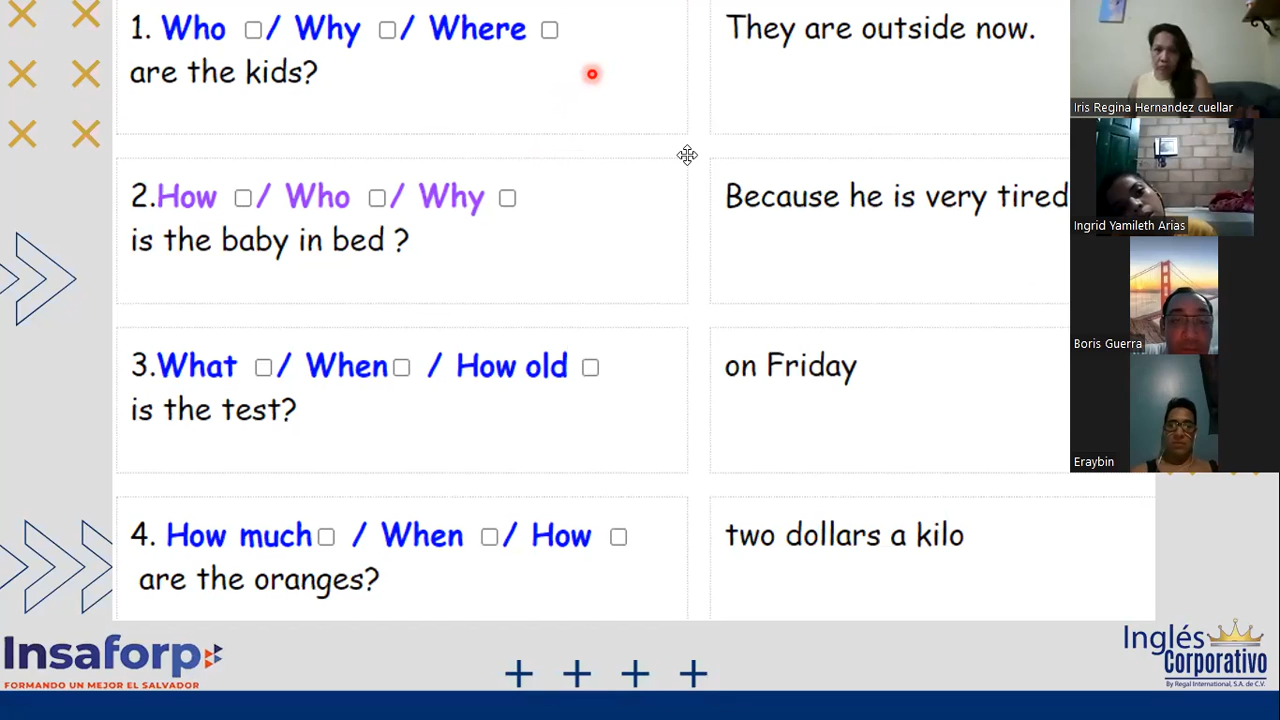 1. Who / Why / Where
are the kids?
They are outside now.
2.How / Who / Why
is the baby in bed ?
Because he is very tired
3.What / When / How old
is the test?
on Friday
4. How much / When / How
are the oranges?
two dollars a kilo
Iris Regina Hernandez cuellar
Ingrid Yamileth Arias
Boris Guerra
Eraybin
Insaforp
FORMANDO UN MEJOR EL SALVADOR
Inglés
Corporativo
By Regal International, S.A. de C.V.